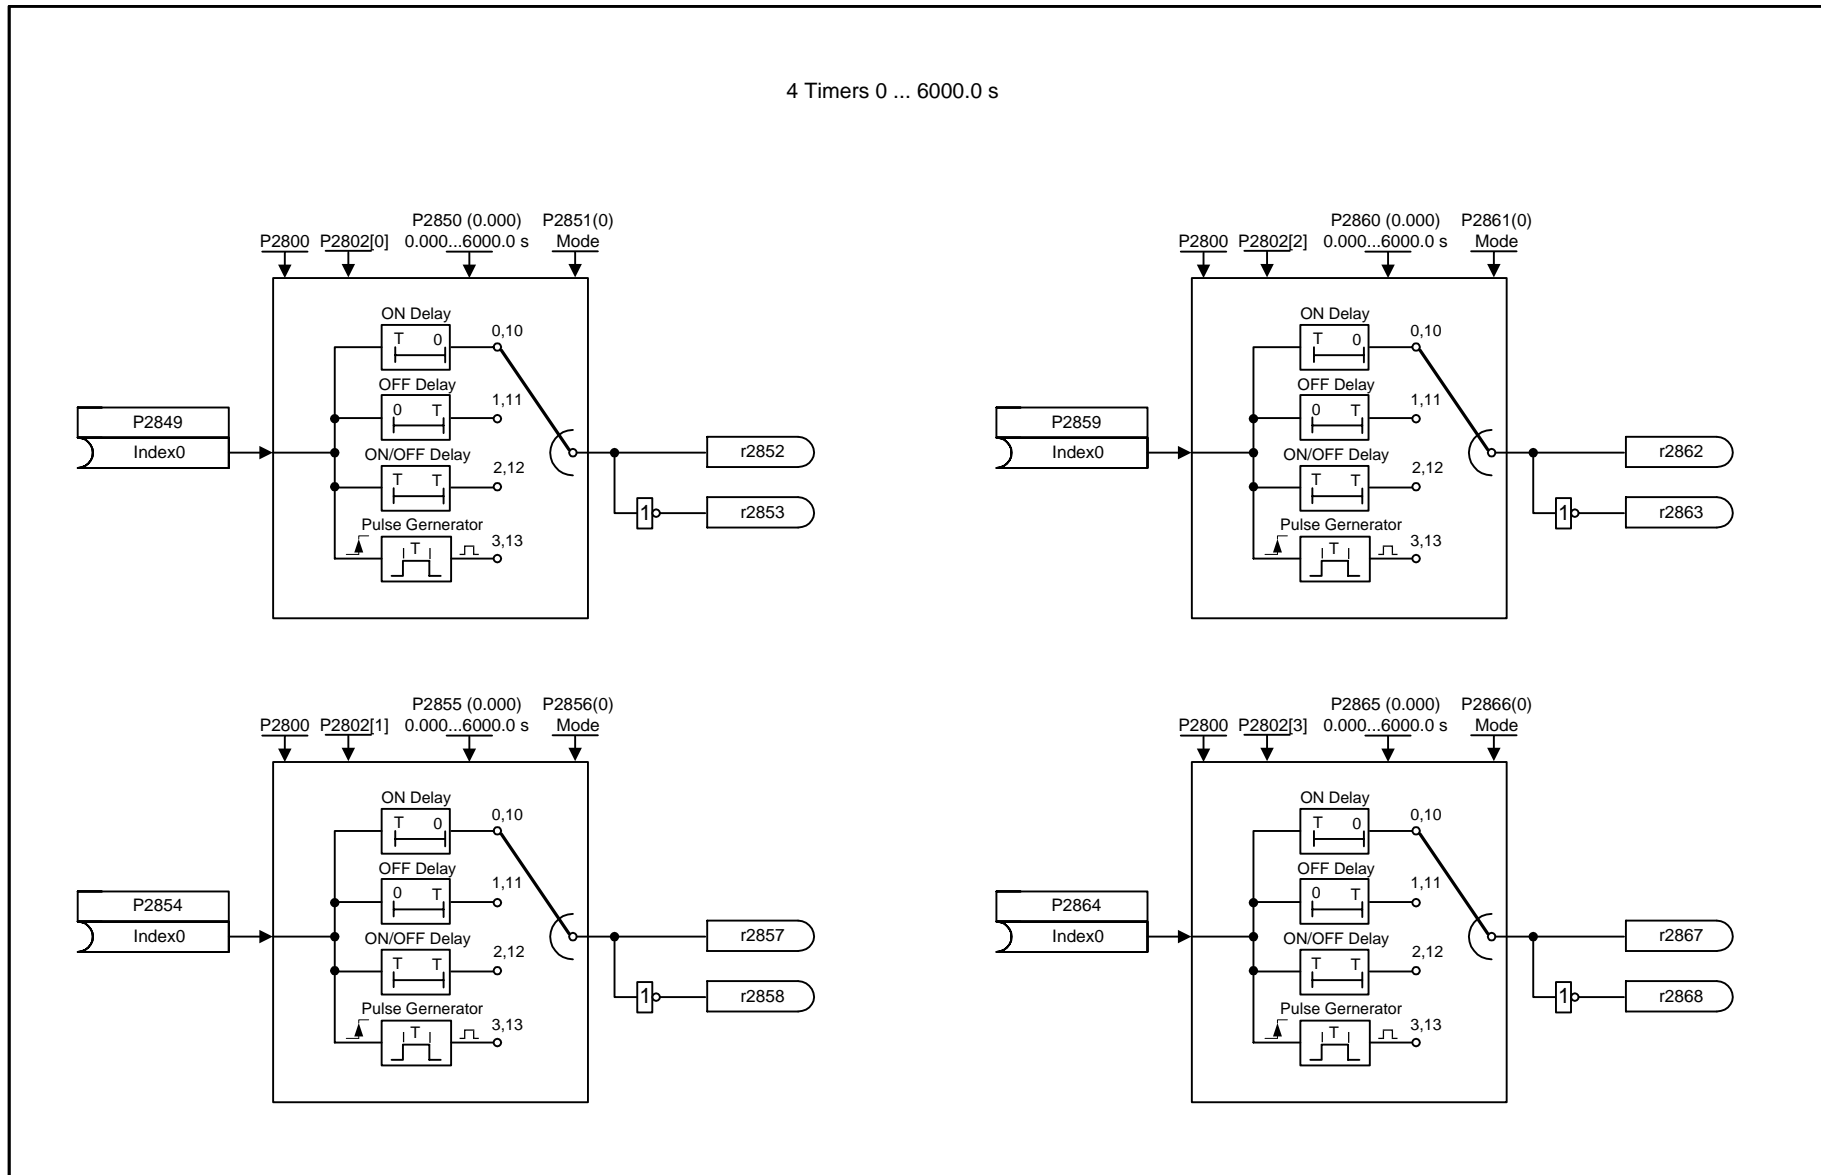 4 Timers 0 ... 6000.0 s
P2850 (0.000) P2851(0)
P2800 P2802[0] 0.000...6000.0 s Mode
ON Delay
T 0
0,10
OFF Delay
0 T
1,11
P2849
Index0
ON/OFF Delay
T T
2,12
Pulse Gernerator
T
3,13
r2852
1
r2853
P2860 (0.000) P2861(0)
P2800 P2802[2] 0.000...6000.0 s Mode
ON Delay
T 0
0,10
OFF Delay
0 T
1,11
P2859
Index0
ON/OFF Delay
T T
2,12
Pulse Gernerator
T
3,13
r2862
1
r2863
P2855 (0.000) P2856(0)
P2800 P2802[1] 0.000...6000.0 s Mode
ON Delay
T 0
0,10
OFF Delay
0 T
1,11
P2854
Index0
ON/OFF Delay
T T
2,12
Pulse Gernerator
T
3,13
r2857
1
r2858
P2865 (0.000) P2866(0)
P2800 P2802[3] 0.000...6000.0 s Mode
ON Delay
T 0
0,10
OFF Delay
0 T
1,11
P2864
Index0
ON/OFF Delay
T T
2,12
Pulse Gernerator
T
3,13
r2867
1
r2868